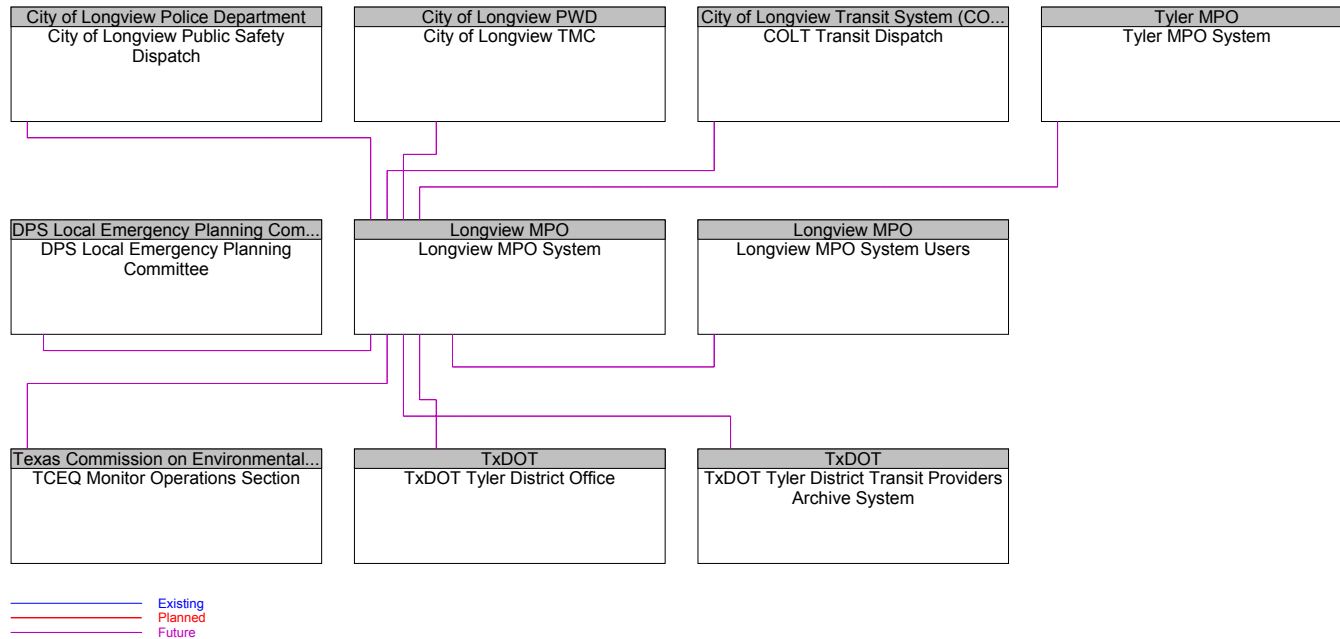 City of Longview Police Department
City of Longview Public Safety
Dispatch
City of Longview PWD
City of Longview TMC
City of Longview Transit System (CO...
COLT Transit Dispatch
Tyler MPO
Tyler MPO System
DPS Local Emergency Planning Com...
DPS Local Emergency Planning
Committee
Longview MPO
Longview MPO System
Longview MPO
Longview MPO System Users
Texas Commission on Environmental...
TCEQ Monitor Operations Section
TxDOT
TxDOT Tyler District Office
TxDOT
TxDOT Tyler District Transit Providers
Archive System
Existing
Planned
Future